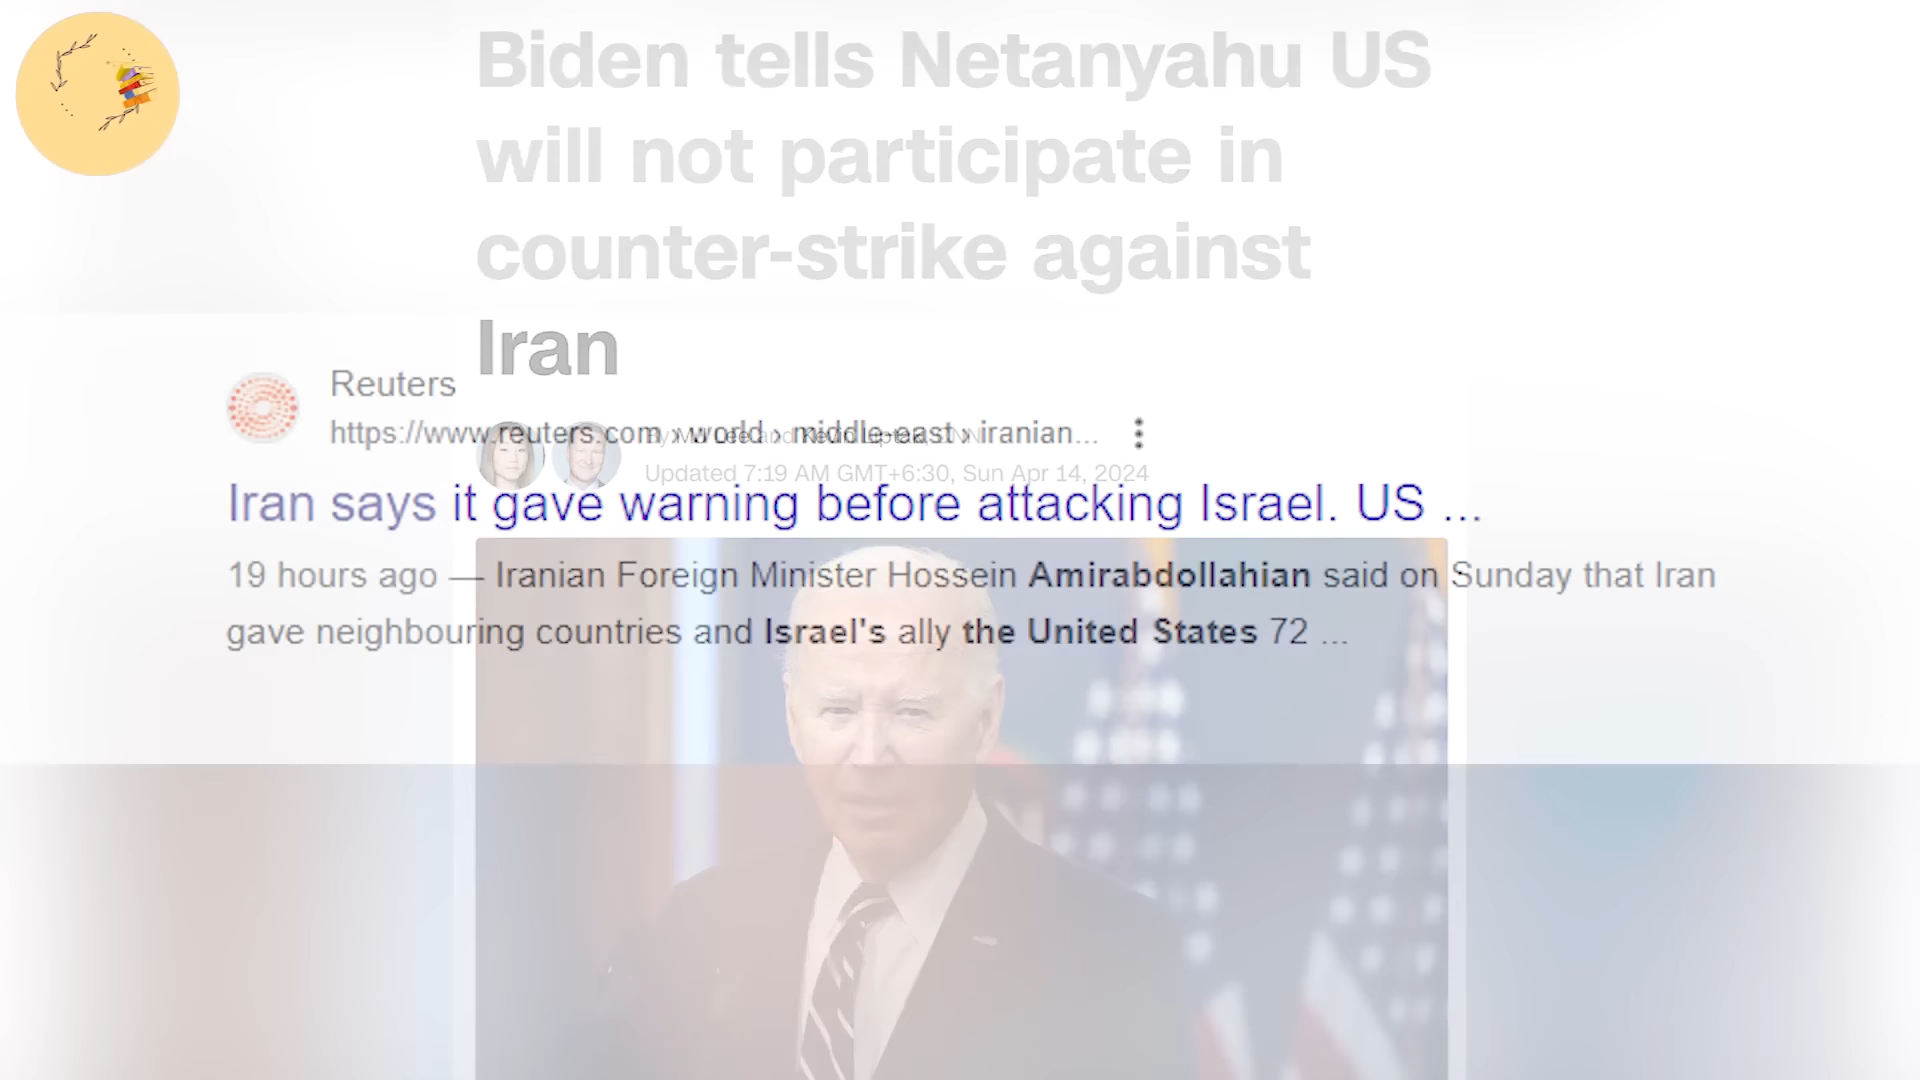 Biden tells Netanyahu US
will not participate in
counter-strike against
Iran
Reuters
https://www.reuters.com › world › middle-east › iranian...
Updated 7:19 AM GMT+6:30, Sun Apr 14, 2024
Iran says it gave warning before attacking Israel. US ...
19 hours ago — Iranian Foreign Minister Hossein Amirabdollahian said on Sunday that Iran
gave neighbouring countries and Israel's ally the United States 72 ...